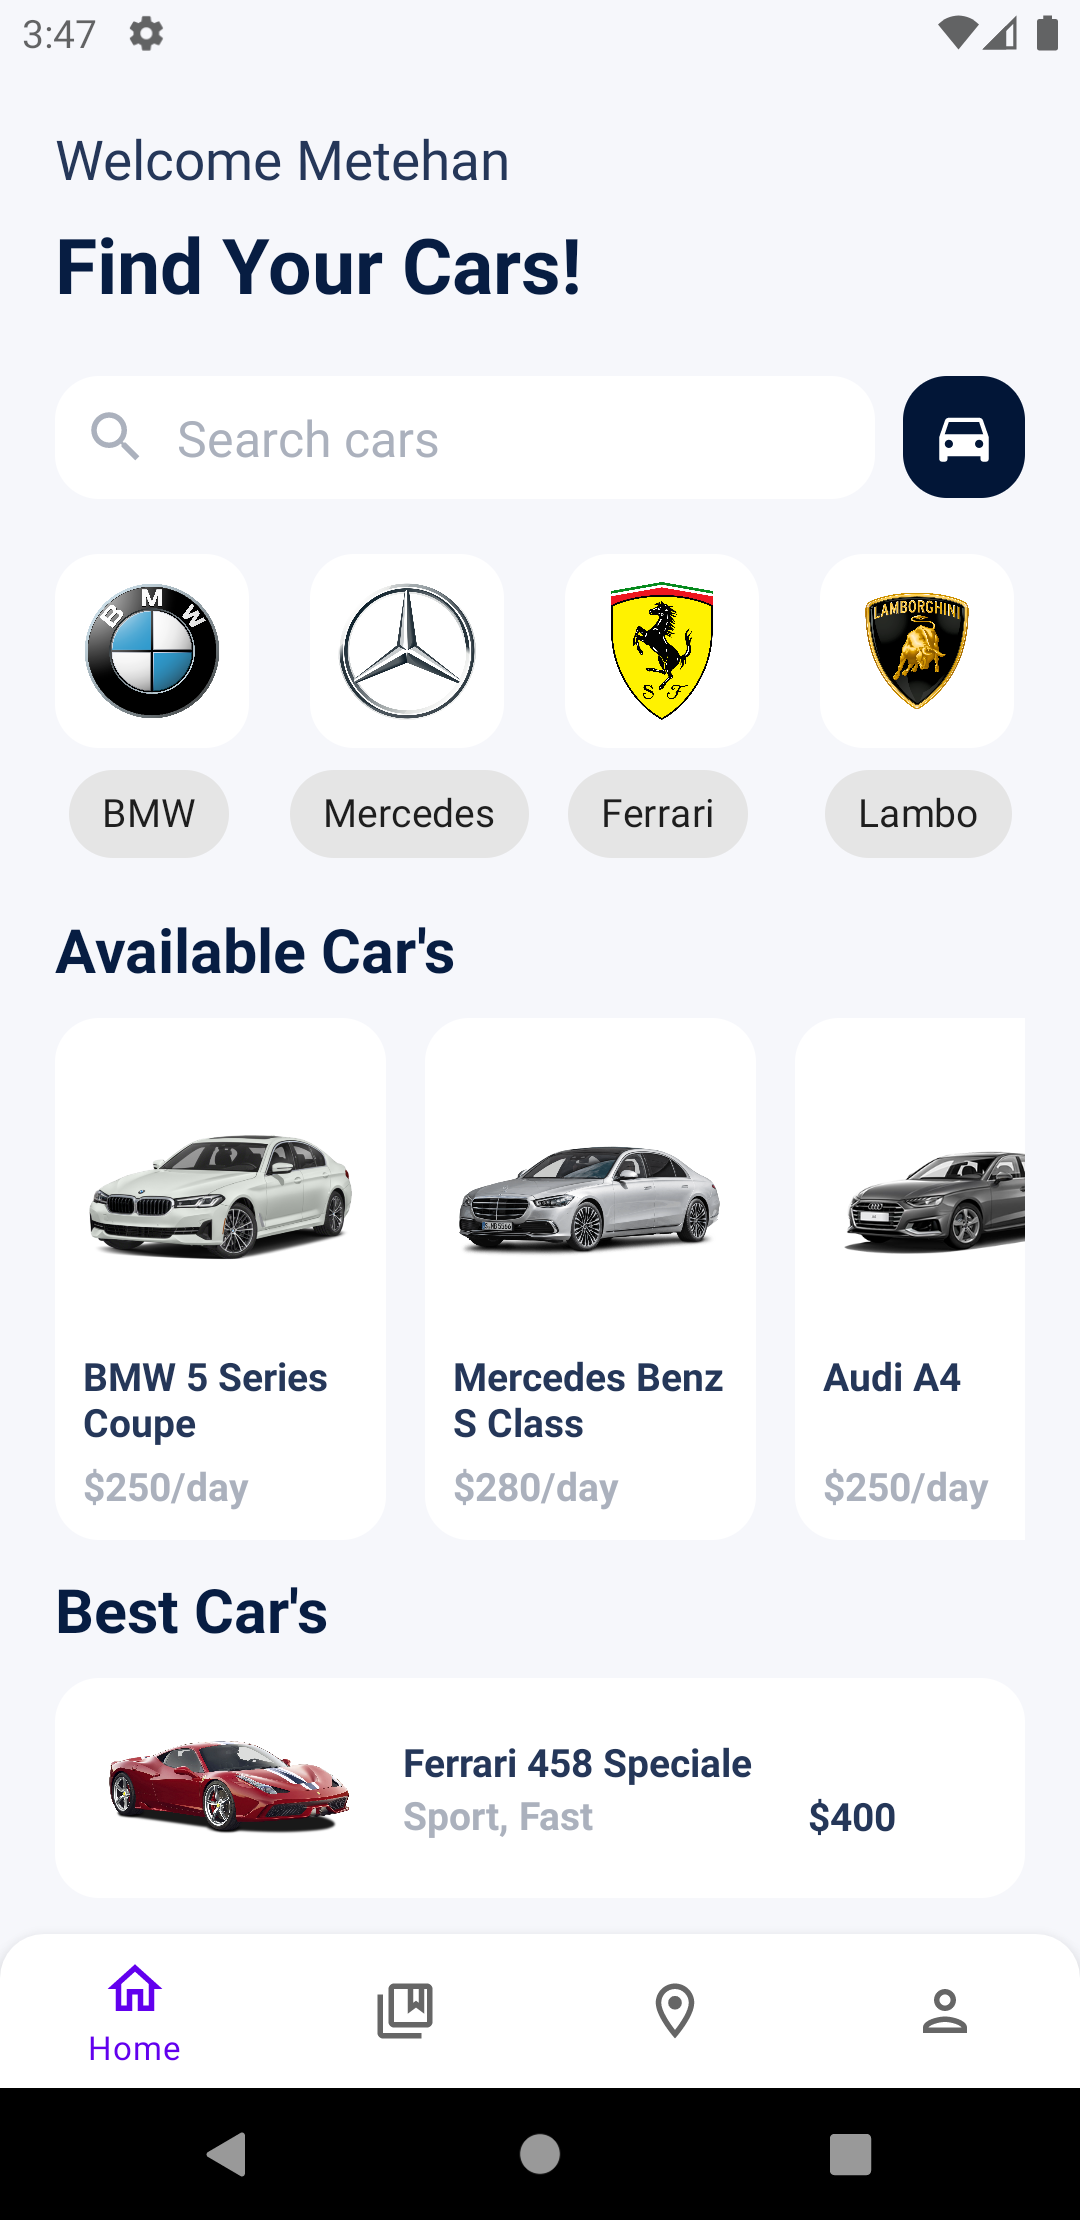 3:47
Welcome Metehan
Find Your Cars!
Search cars
BMW
LAMBORGHINI
S F
BMW
Mercedes
Ferrari
Lambo
Available Car's
BMW 5 Series
Coupe
$250/day
Mercedes Benz
S Class
$280/day
Audi A4
$250/day
Best Car's
Ferrari 458 Speciale
Sport, Fast
$400
Home